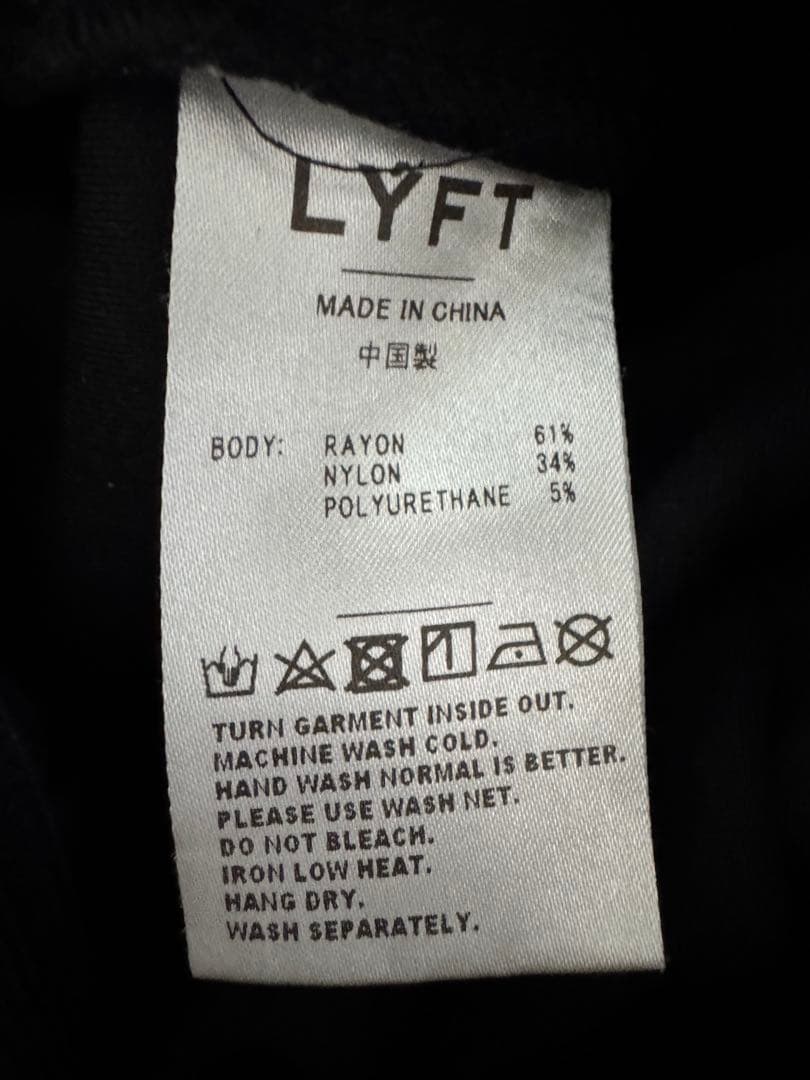 LYFT
MADE IN CHINA
中国製
BODY: RAYON 61%
NYLON 34%
POLYURETHANE 5%
TURN GARMENT INSIDE OUT.
MACHINE WASH COLD.
HAND WASH NORMAL IS BETTER.
PLEASE USE WASH NET.
DO NOT BLEACH.
IRON LOW HEAT.
HANG DRY.
WASH SEPARATELY.